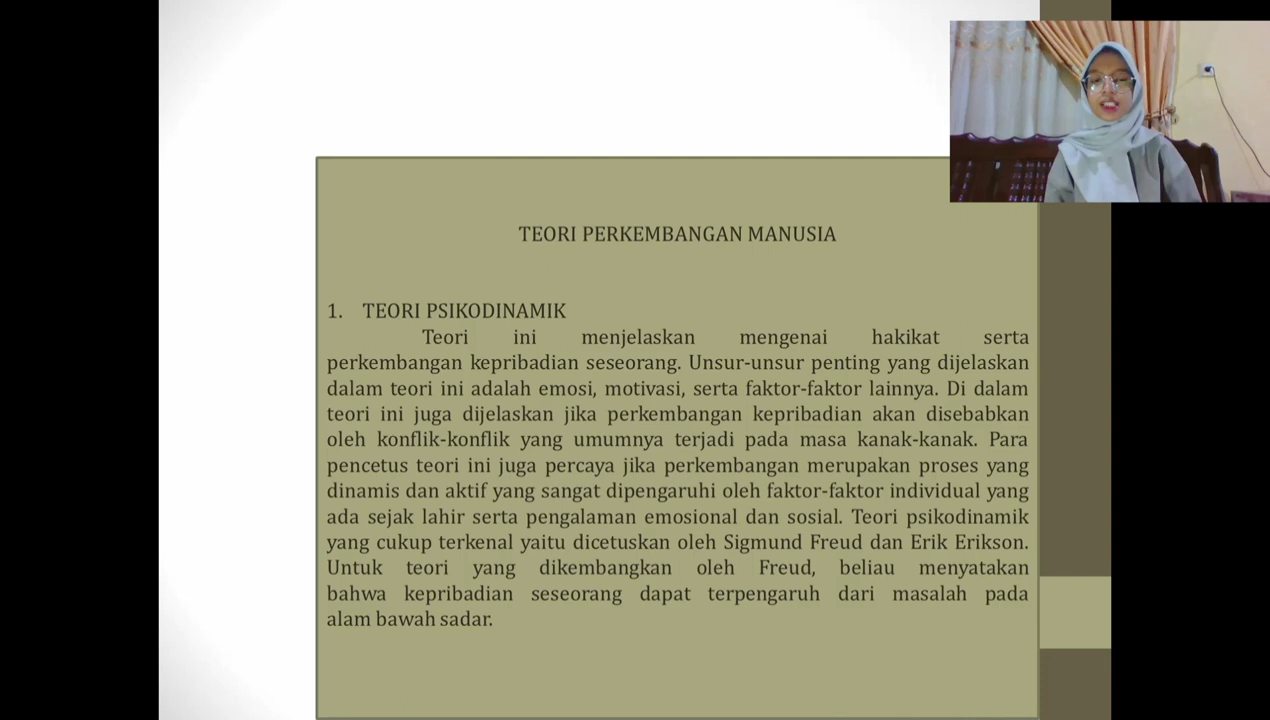 TEORI PERKEMBANGAN MANUSIA
1. TEORI PSIKODINAMIK
Teori ini menjelaskan mengenai hakikat serta
perkembangan kepribadian seseorang. Unsur-unsur penting yang dijelaskan
dalam teori ini adalah emosi, motivasi, serta faktor-faktor lainnya. Di dalam
teori ini juga dijelaskan jika perkembangan kepribadian akan disebabkan
oleh konflik-konflik yang umumnya terjadi pada masa kanak-kanak. Para
pencetus teori ini juga percaya jika perkembangan merupakan proses yang
dinamis dan aktif yang sangat dipengaruhi oleh faktor-faktor individual yang
ada sejak lahir serta pengalaman emosional dan sosial. Teori psikodinamik
yang cukup terkenal yaitu dicetuskan oleh Sigmund Freud dan Erik Erikson.
Untuk teori yang dikembangkan oleh Freud, beliau menyatakan
bahwa kepribadian seseorang dapat terpengaruh dari masalah pada
alam bawah sadar.